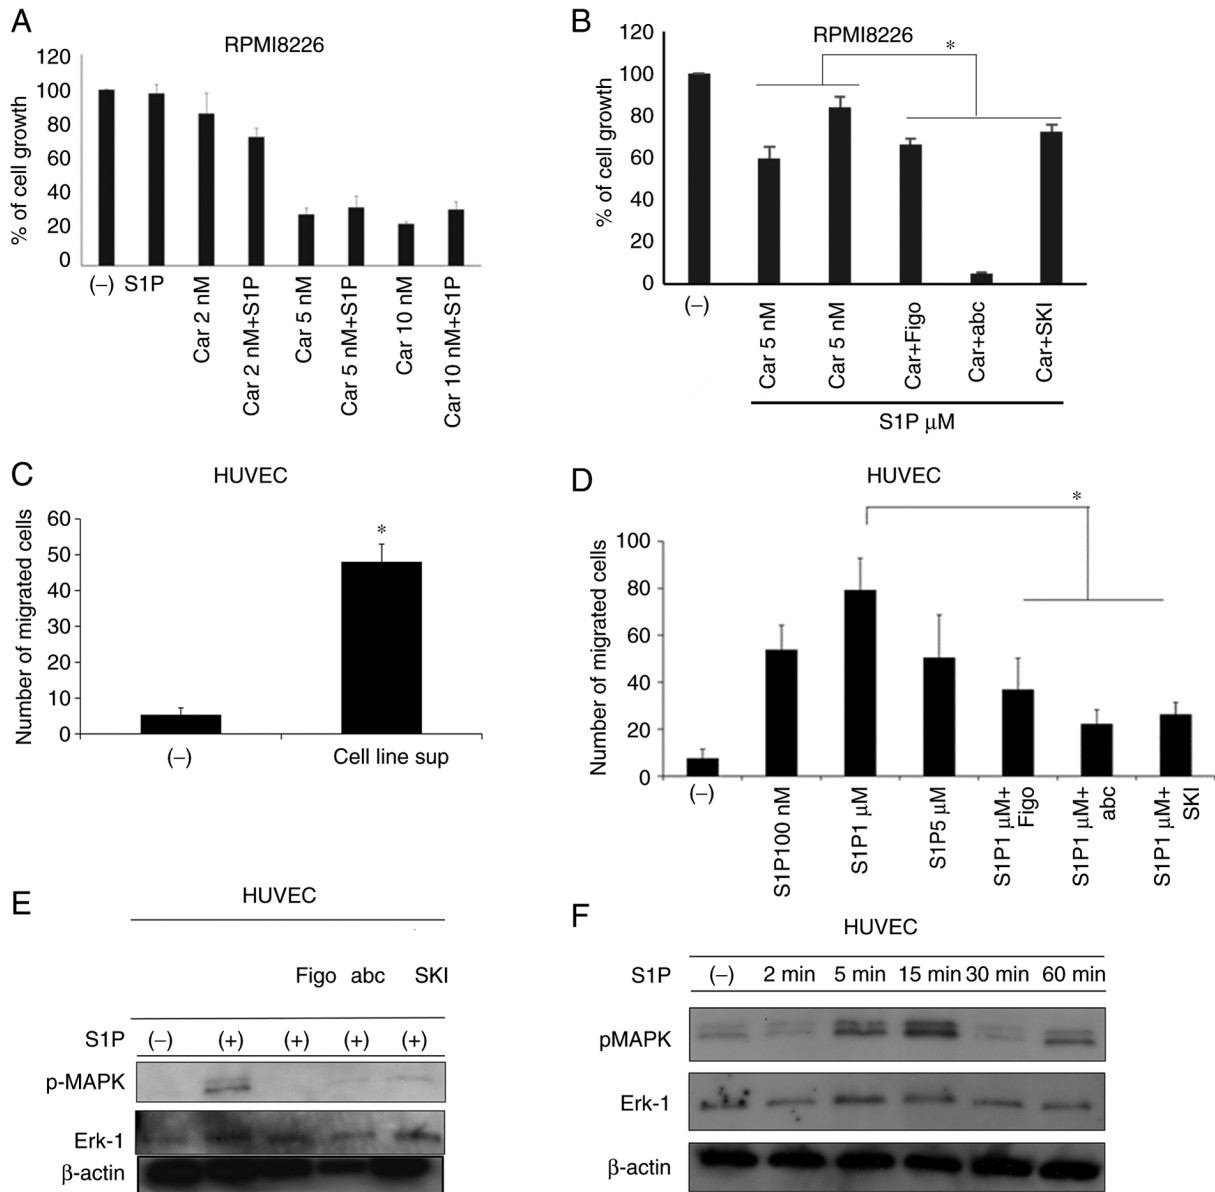 A
RPMI8226
% of cell growth
120
100
80
60
40
20
0
(–)
S1P
Car 2 nM
Car 2 nM+S1P
Car 5 nM
Car 5 nM+S1P
Car 10 nM
Car 10 nM+S1P
B
RPMI8226
*
% of cell growth
120
100
80
60
40
20
0
(–)
Car 5 nM
Car 5 nM
Car+Figo
Car+abc
Car+SKI
S1P μM
C
HUVEC
Number of migrated cells
60
50
40
30
20
10
0
*
(–)
Cell line sup
D
HUVEC
*
Number of migrated cells
100
80
60
40
20
0
(–)
S1P100 nM
S1P1 μM
S1P5 μM
S1P1 μM+
Figo
S1P1 μM+
abc
S1P1 μM+
SKI
E
HUVEC
Figo abc SKI
S1P (–) (+) (+) (+) (+)
p-MAPK
Erk-1
β-actin
F
HUVEC
S1P (–) 2 min 5 min 15 min 30 min 60 min
pMAPK
Erk-1
β-actin